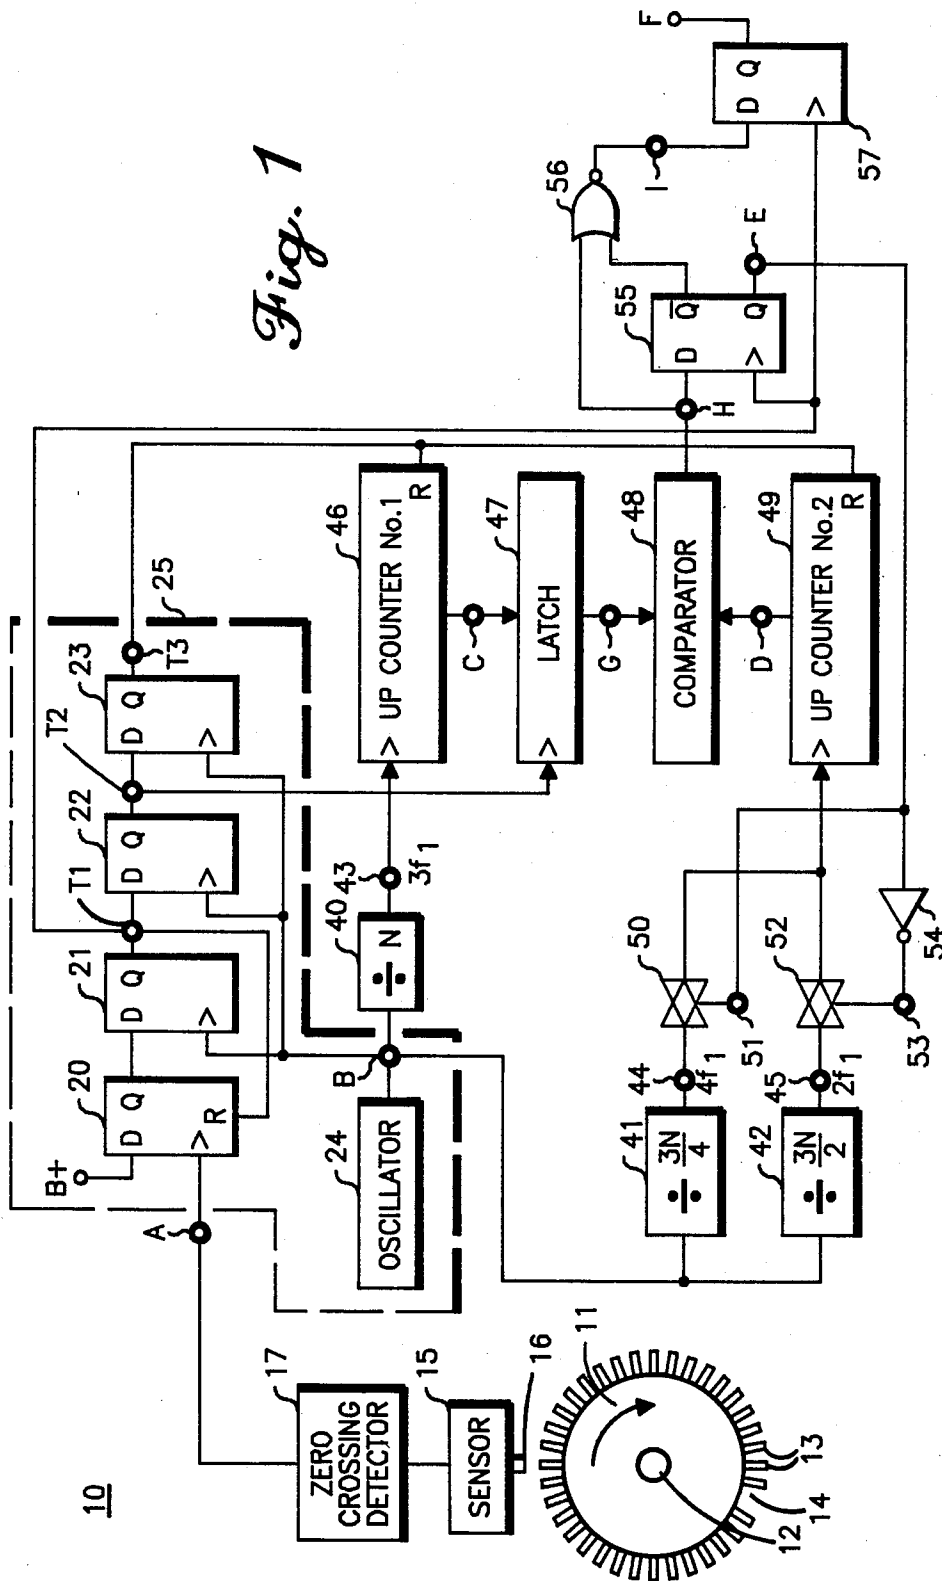 Fig. 1
10
ZERO
CROSSING
DETECTOR
17
SENSOR
15
16
11
12
13
14
A
B+
D Q
R
20
D Q
21
T1
D Q
22
T2
D Q
23
T3
25
OSCILLATOR
24
B
÷ N
40
43
3f1
÷ 3N/4
41
44
4f1
÷ 3N/2
42
45
2f1
50
51
52
53
54
UP COUNTER No.1
R
46
C
LATCH
47
G
COMPARATOR
48
D
UP COUNTER No.2
R
49
H
D Q̅
Q
55
E
56
I
D Q
57
F